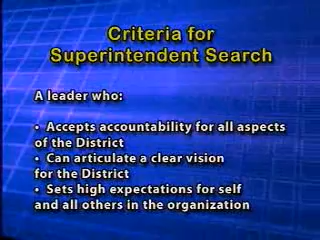 Criteria for
Superintendent Search
A leader who:
• Accepts accountability for all aspects
of the District
• Can articulate a clear vision
for the District
• Sets high expectations for self
and all others in the organization